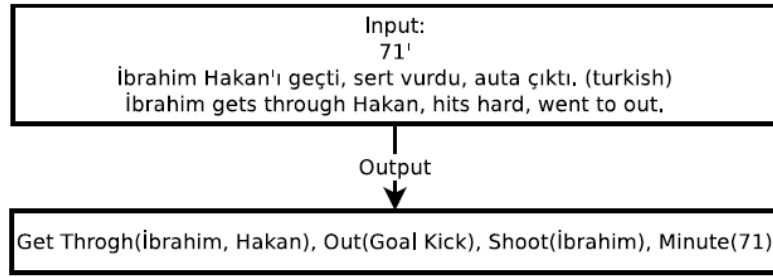 Input:
71'
İbrahim Hakan'ı geçti, sert vurdu, auta çıktı. (turkish)
İbrahim gets through Hakan, hits hard, went to out.
Output
Get Throgh(İbrahim, Hakan), Out(Goal Kick), Shoot(İbrahim), Minute(71)